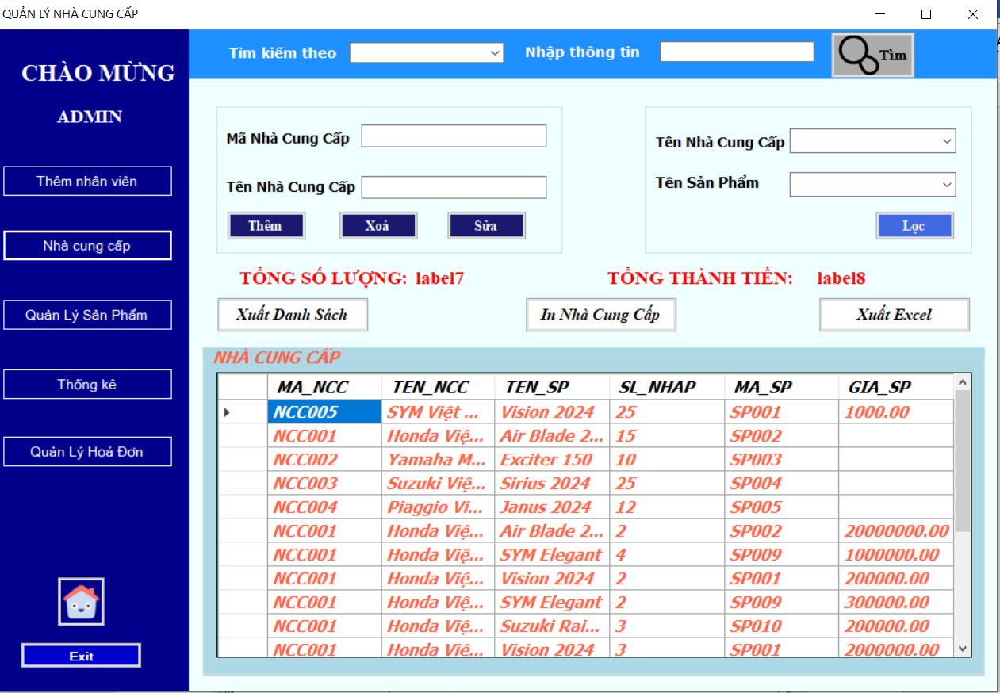 QUẢN LÝ NHÀ CUNG CẤP
CHÀO MỪNG
ADMIN
Thêm nhân viên
Nhà cung cấp
Quản Lý Sản Phẩm
Thống kê
Quản Lý Hoá Đơn
Exit
Tìm kiếm theo Nhập thông tin Tìm
Mã Nhà Cung Cấp
Tên Nhà Cung Cấp
Thêm Xoá Sửa
Tên Nhà Cung Cấp
Tên Sản Phẩm
Lọc
TỔNG SỐ LƯỢNG: label7 TỔNG THÀNH TIỀN: label8
Xuất Danh Sách In Nhà Cung Cấp Xuất Excel
NHÀ CUNG CẤP
MA_NCC TEN_NCC TEN_SP SL_NHAP MA_SP GIA_SP
NCC005 SYM Việt ... Vision 2024 25 SP001 1000.00
NCC001 Honda Việ... Air Blade 2... 15 SP002
NCC002 Yamaha M... Exciter 150 10 SP003
NCC003 Suzuki Việ... Sirius 2024 25 SP004
NCC004 Piaggio Vi... Janus 2024 12 SP005
NCC001 Honda Việ... Air Blade 2... 2 SP002 20000000.00
NCC001 Honda Việ... SYM Elegant 4 SP009 1000000.00
NCC001 Honda Việ... Vision 2024 2 SP001 200000.00
NCC001 Honda Việ... SYM Elegant 2 SP009 300000.00
NCC001 Honda Việ... Suzuki Rai... 3 SP010 200000.00
NCC001 Honda Việ... Vision 2024 3 SP001 2000000.00